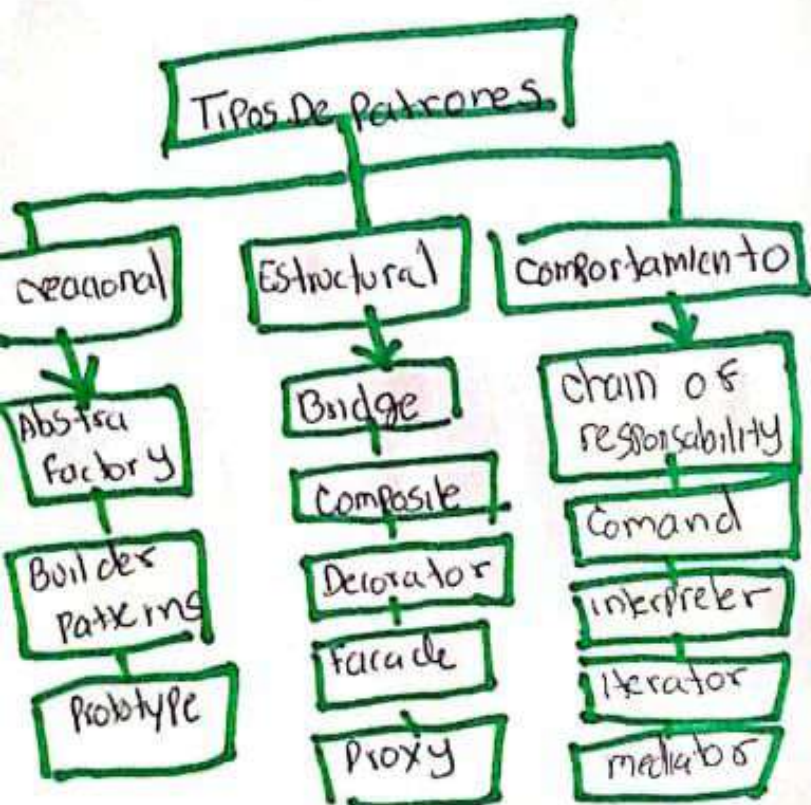 Tipos De Patrones
creacional
Estructural
Comportamiento
Abstra
Factory
Builder
Patterns
Prototype
Bridge
Composite
Decorator
Facade
Proxy
Chain of
responsability
Comand
interpreter
Iterator
mediator